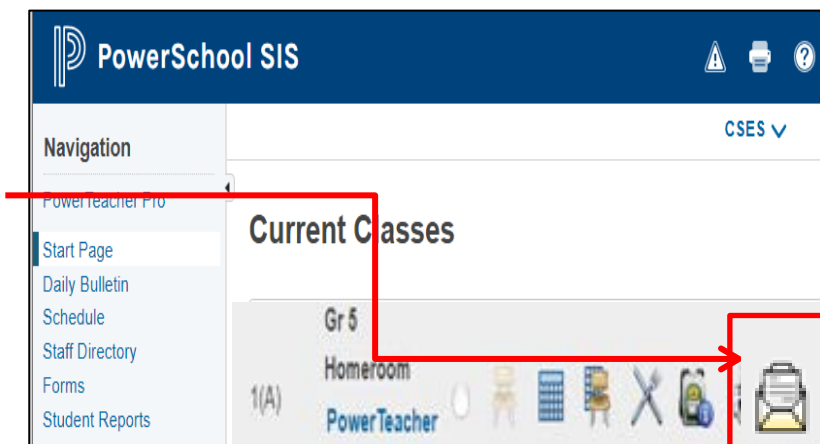 PowerSchool SIS
CSES
Navigation
PowerTeacher Pro
Start Page
Daily Bulletin
Schedule
Staff Directory
Forms
Student Reports
Current Classes
1(A)
Gr 5
Homeroom
PowerTeacher